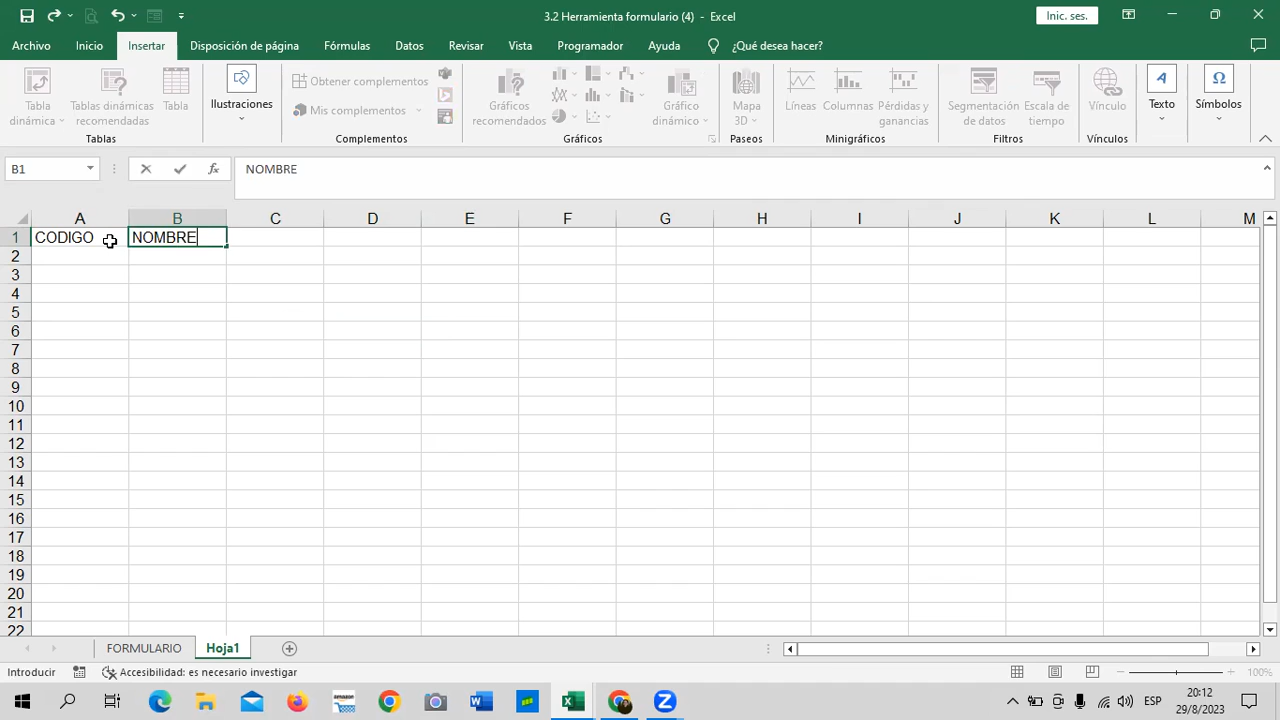 3.2 Herramienta formulario (4) - Excel
Inic. ses.
Archivo Inicio Insertar Disposición de página Fórmulas Datos Revisar Vista Programador Ayuda ¿Qué desea hacer?
Tabla dinámica
Tablas dinámicas recomendadas
Tabla
Tablas
Ilustraciones
Obtener complementos
Mis complementos
Complementos
Gráficos recomendados
Gráfico dinámico
Gráficos
Mapa 3D
Paseos
Líneas
Columnas
Pérdidas y ganancias
Minigráficos
Segmentación de datos
Escala de tiempo
Filtros
Vínculo
Vínculos
Texto
Símbolos
B1 fx NOMBRE
A B C D E F G H I J K L M
1 CODIGO NOMBRE
2
3
4
5
6
7
8
9
10
11
12
13
14
15
16
17
18
19
20
21
22
FORMULARIO Hoja1
Introducir Accesibilidad: es necesario investigar 100%
ESP 20:12
29/8/2023